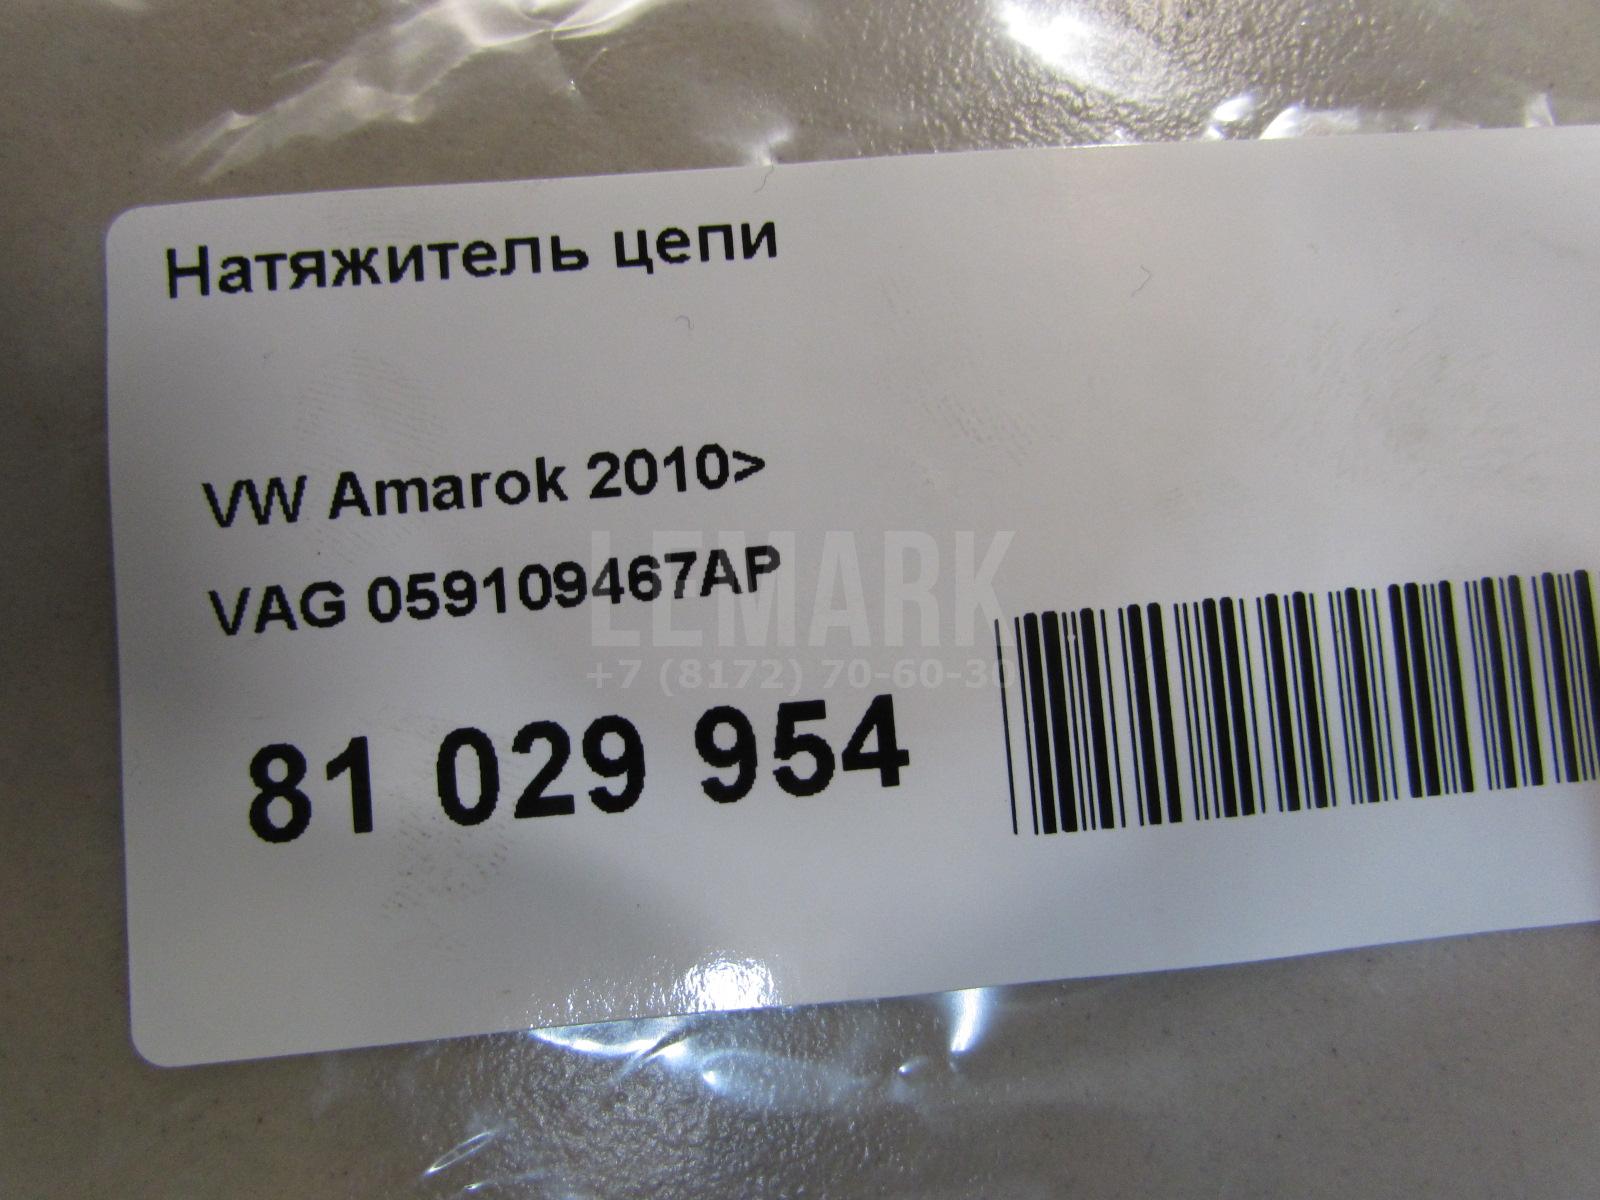 Натяжитель цепи
VW Amarok 2010>
VAG 059109467AP
LEMARK
+7 (8172) 70-60-30
81 029 954